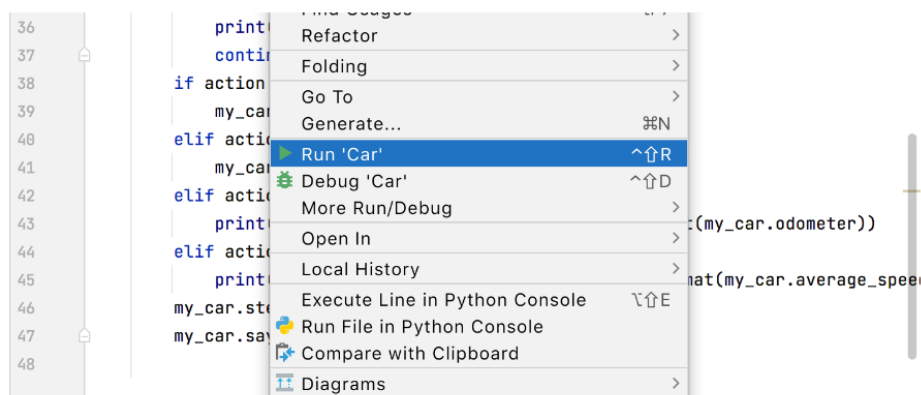 36 print
37 contin
38 if action
39 my_car
40 elif actio
41 my_car
42 elif actio
43 print t(my_car.odometer))
44 elif actio
45 print mat(my_car.average_spee
46 my_car.ste
47 my_car.say
48
Refactor >
Folding >
Go To >
Generate... ⌘N
Run 'Car' ^⇧R
Debug 'Car' ^⇧D
More Run/Debug >
Open In >
Local History >
Execute Line in Python Console ⌥⇧E
Run File in Python Console
Compare with Clipboard
Diagrams >